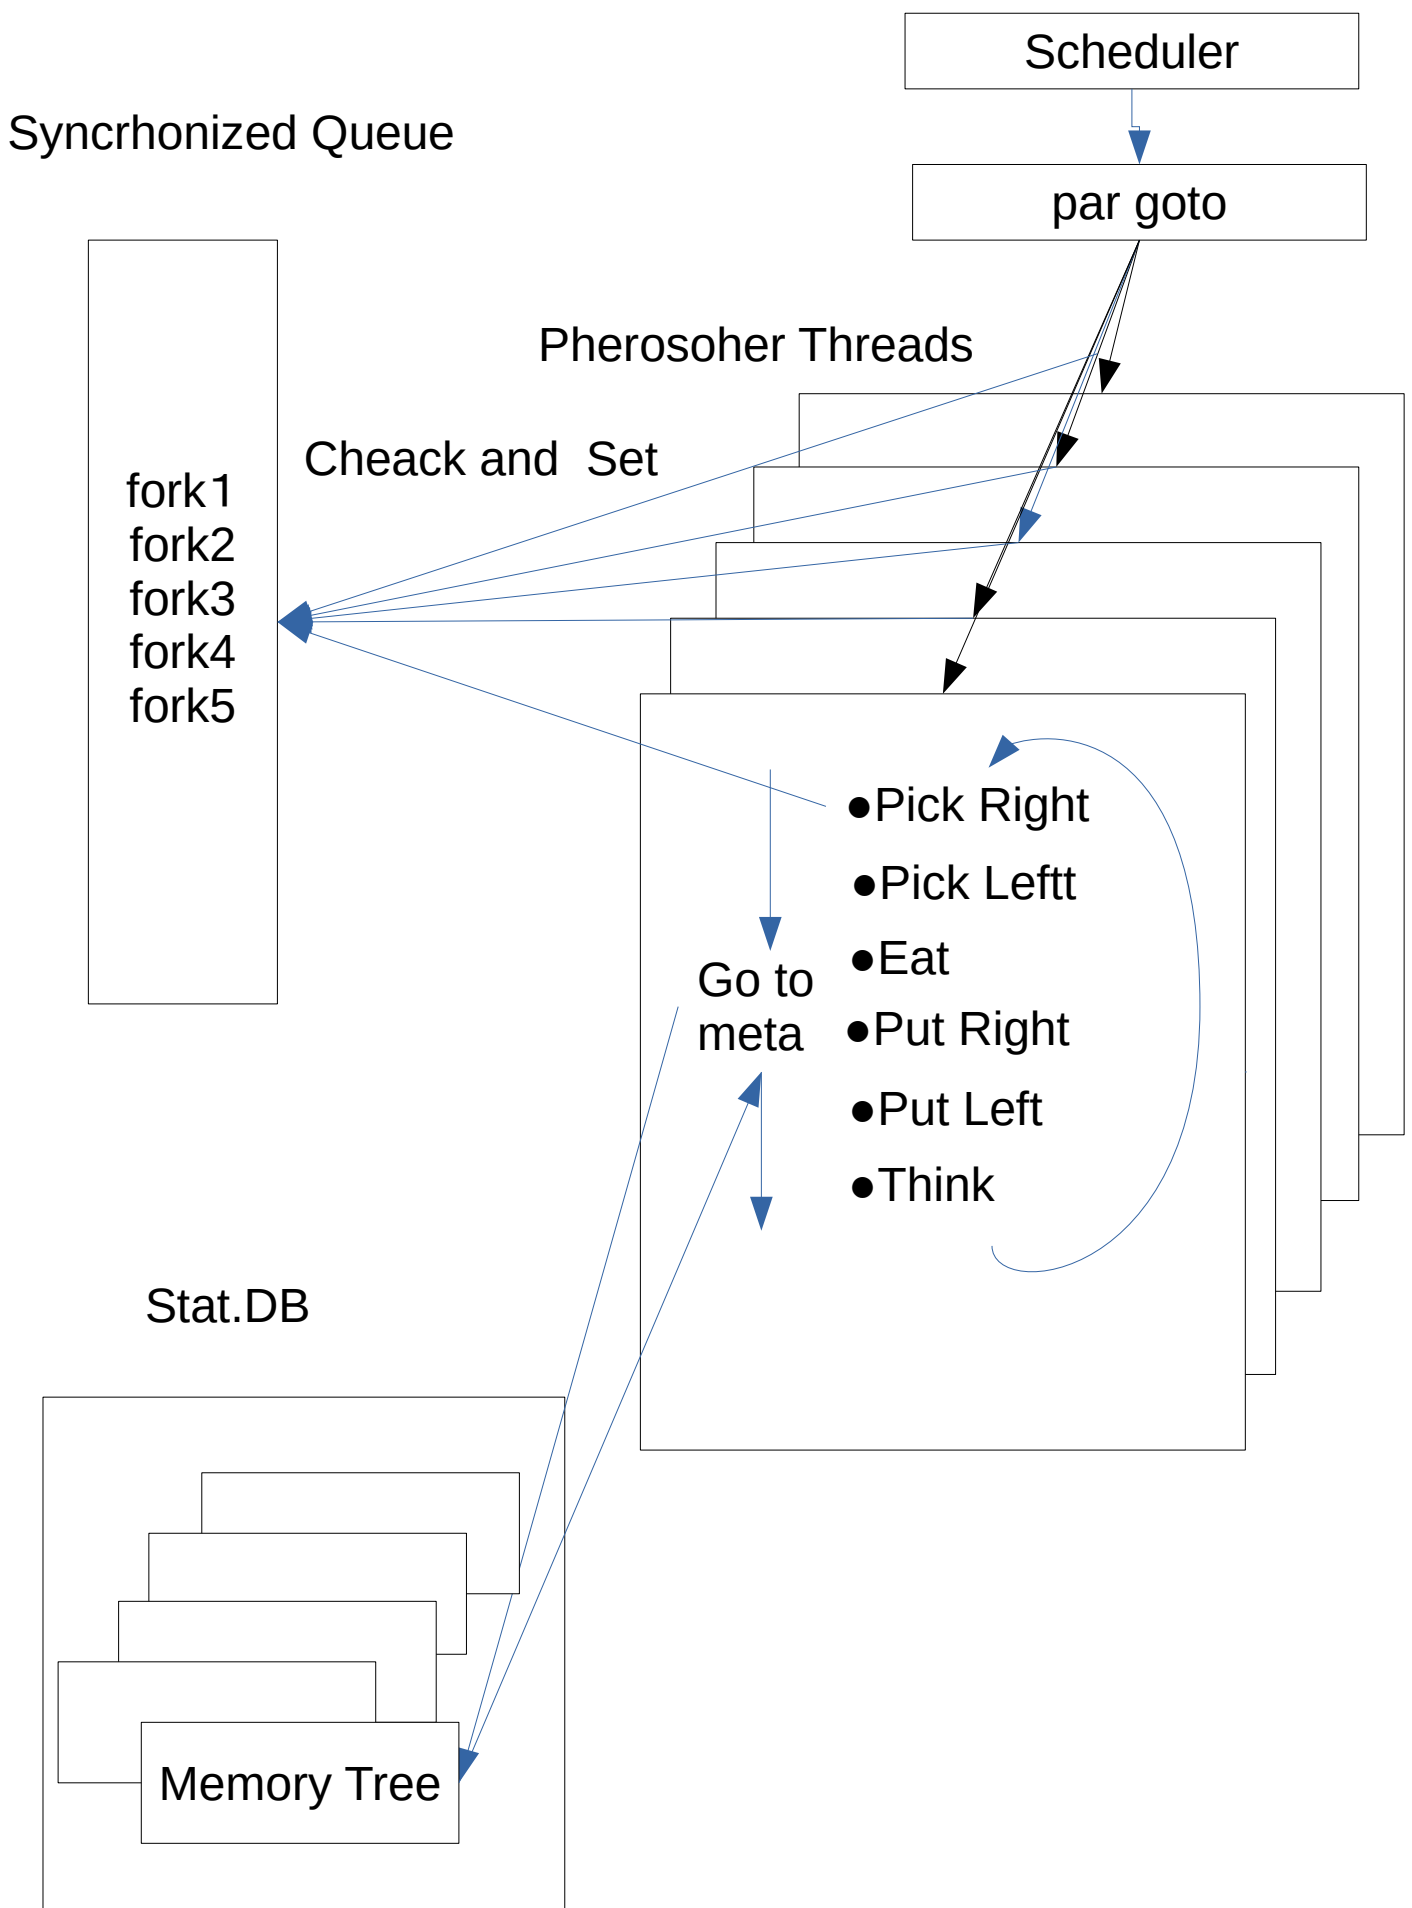 Scheduler
Syncrhonized Queue
par goto
Pherosoher Threads
Cheack and  Set
fork1
fork2
fork3
fork4
fork5
●Pick Right
●Pick Leftt
●Eat
●Put Right
●Put Left
●Think
Go to
meta
Stat.DB
Memory Tree